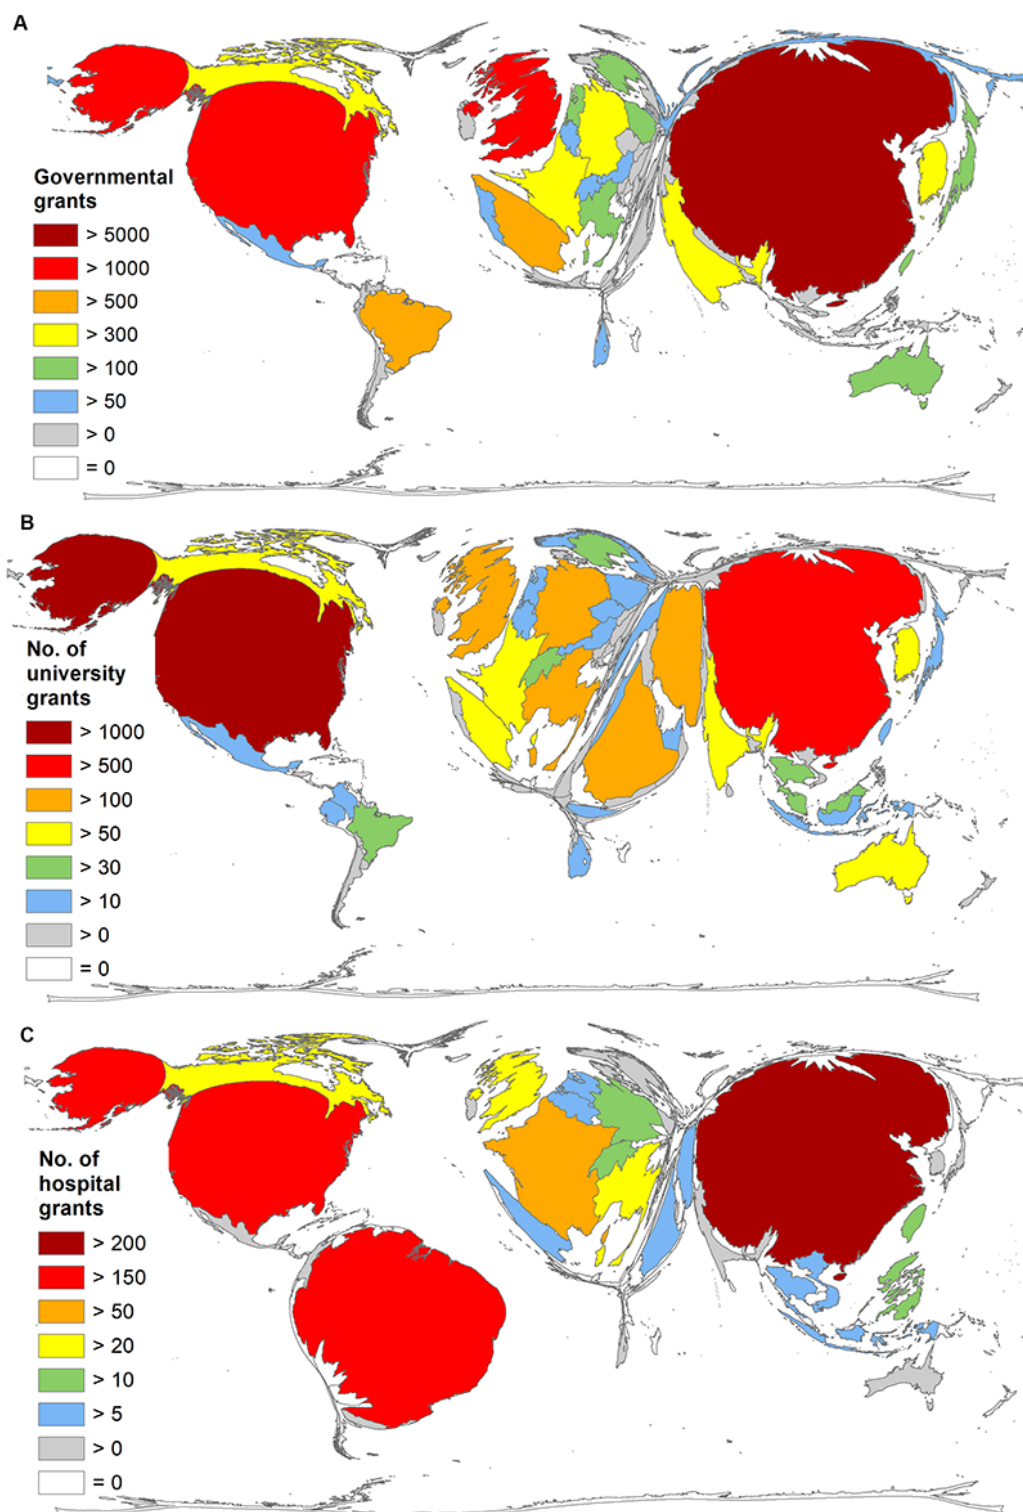 A
Governmental
grants
> 5000
> 1000
> 500
> 300
> 100
> 50
> 0
= 0
B
No. of
university
grants
> 1000
> 500
> 100
> 50
> 30
> 10
> 0
= 0
C
No. of
hospital
grants
> 200
> 150
> 50
> 20
> 10
> 5
> 0
= 0